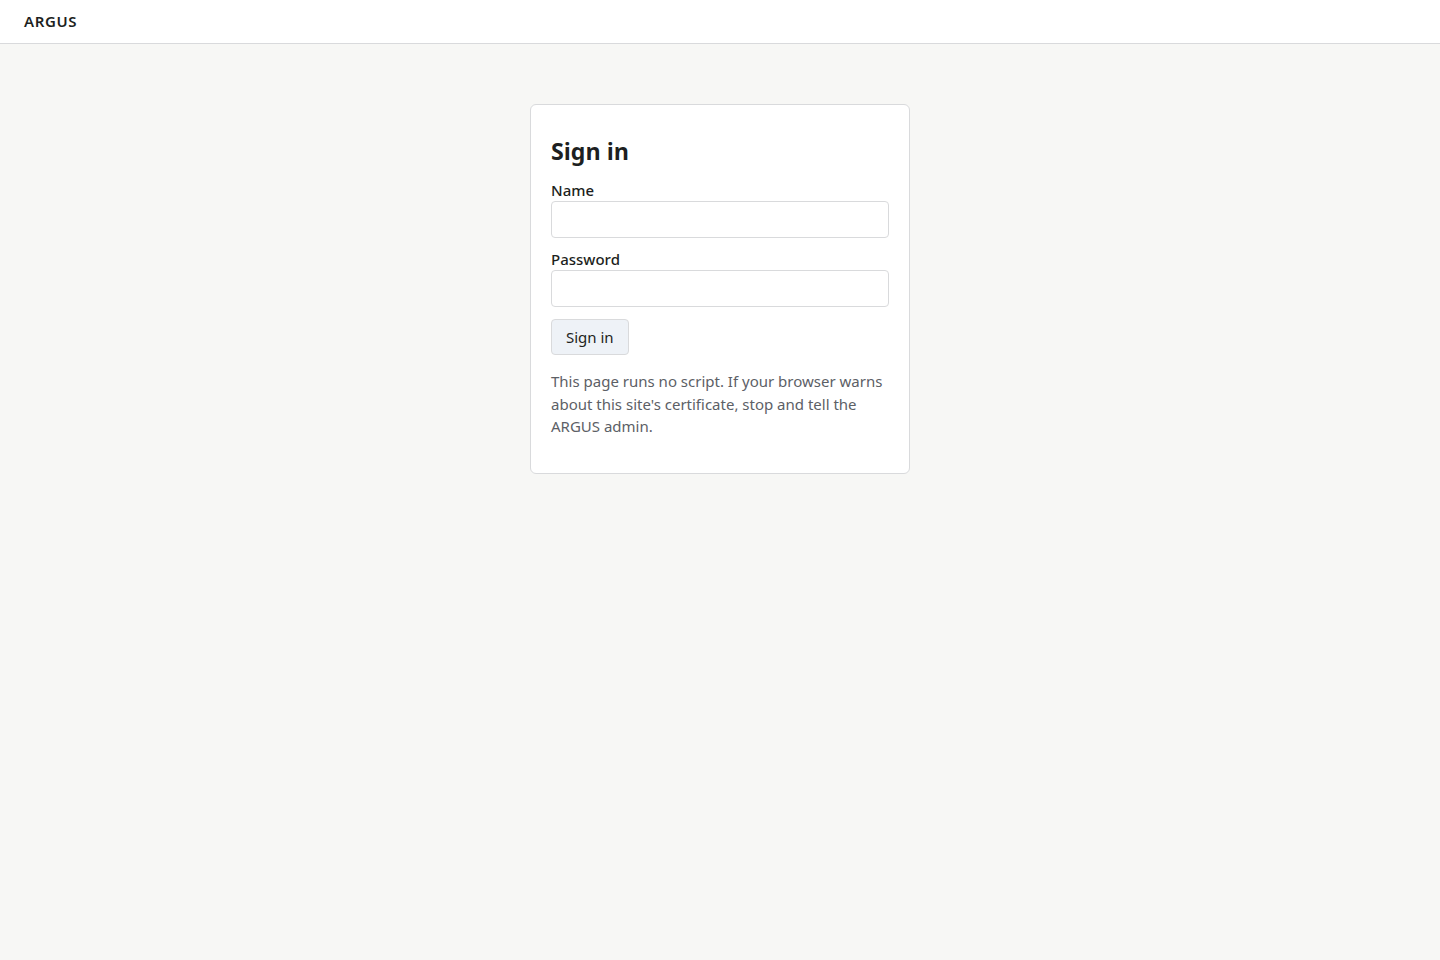 ARGUS
Sign in
Name
Password
Sign in
This page runs no script. If your browser warns
about this site's certificate, stop and tell the
ARGUS admin.